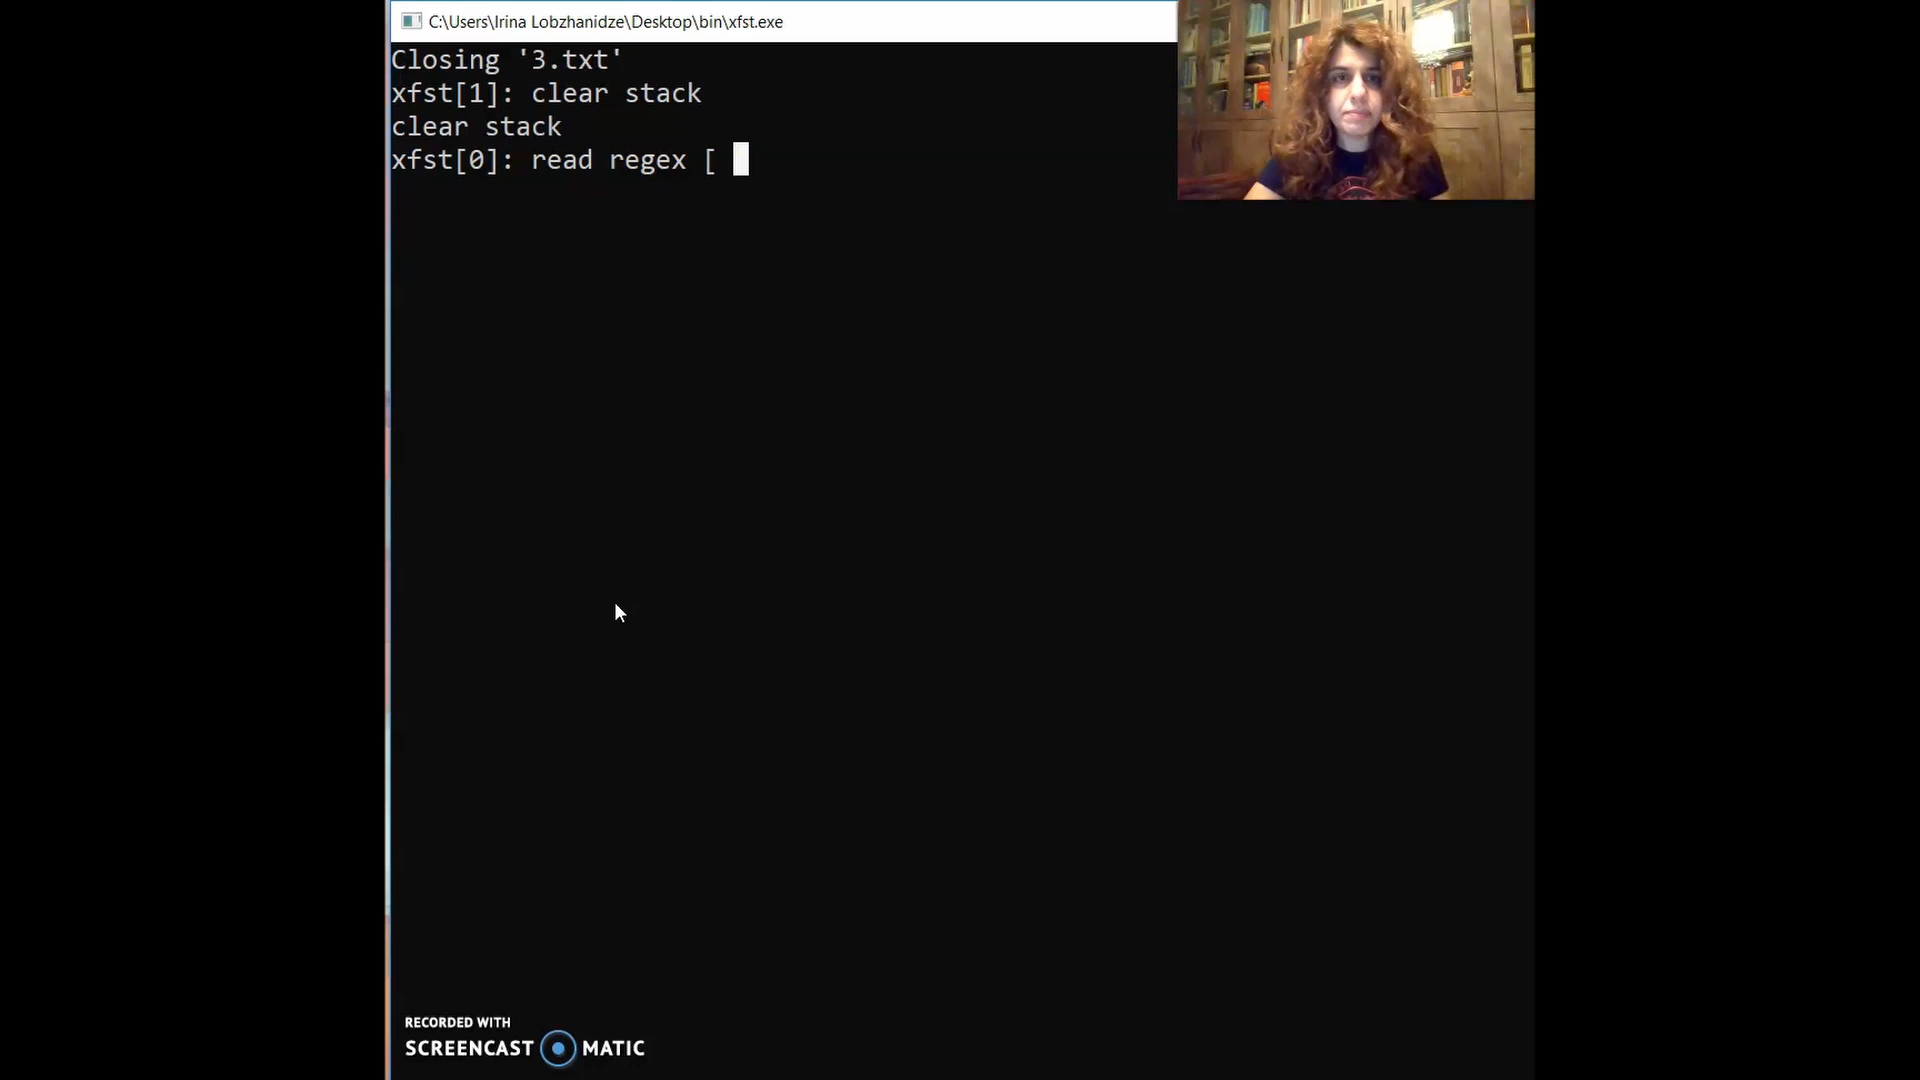 C:\Users\Irina Lobzhanidze\Desktop\bin\xfst.exe
Closing '3.txt'
xfst[1]: clear stack
clear stack
xfst[0]: read regex [
RECORDED WITH
SCREENCAST MATIC